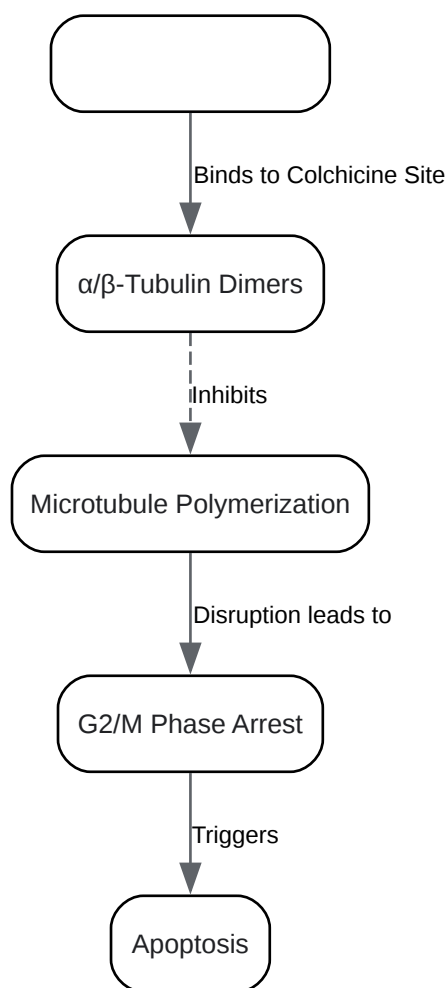 Binds to Colchicine Site
α/β-Tubulin Dimers
Inhibits
Microtubule Polymerization
Disruption leads to
G2/M Phase Arrest
Triggers
Apoptosis